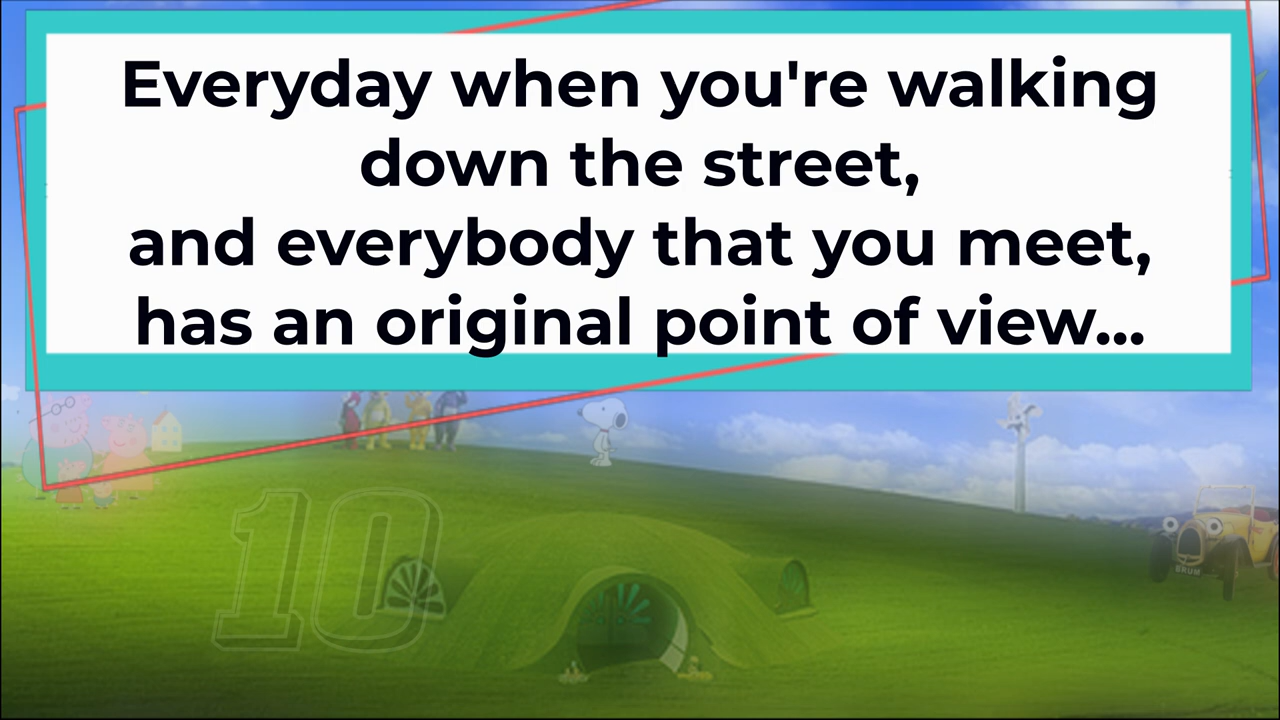 Everyday when you're walking
down the street,
and everybody that you meet,
has an original point of view...
10
BRUM